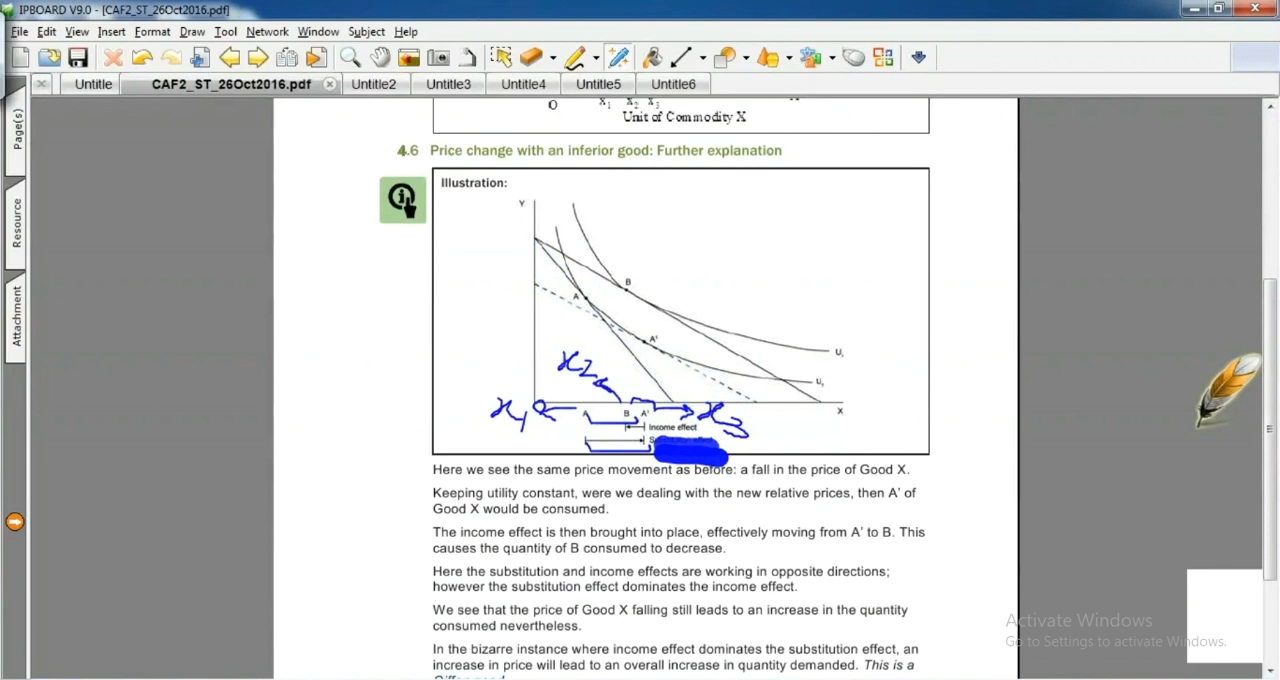 IPBOARD V9.0 - [CAF2_ST_26Oct2016.pdf]
File Edit View Insert Format Draw Tool Network Window Subject Help
Untitle CAF2_ST_26Oct2016.pdf Untitle2 Untitle3 Untitle4 Untitle5 Untitle6
Page(s)
Resource
Attachment
O X1 X2 X3
Unit of Commodity X
4.6 Price change with an inferior good: Further explanation
Illustration:
Y
B
A
A'
U
U
x2
x1
x3
A B A' X
Income effect
Here we see the same price movement as before: a fall in the price of Good X.
Keeping utility constant, were we dealing with the new relative prices, then A' of
Good X would be consumed.
The income effect is then brought into place, effectively moving from A' to B. This
causes the quantity of B consumed to decrease.
Here the substitution and income effects are working in opposite directions;
however the substitution effect dominates the income effect.
We see that the price of Good X falling still leads to an increase in the quantity
consumed nevertheless.
In the bizarre instance where income effect dominates the substitution effect, an
increase in price will lead to an overall increase in quantity demanded. This is a
Activate Windows
Go to Settings to activate Windows.